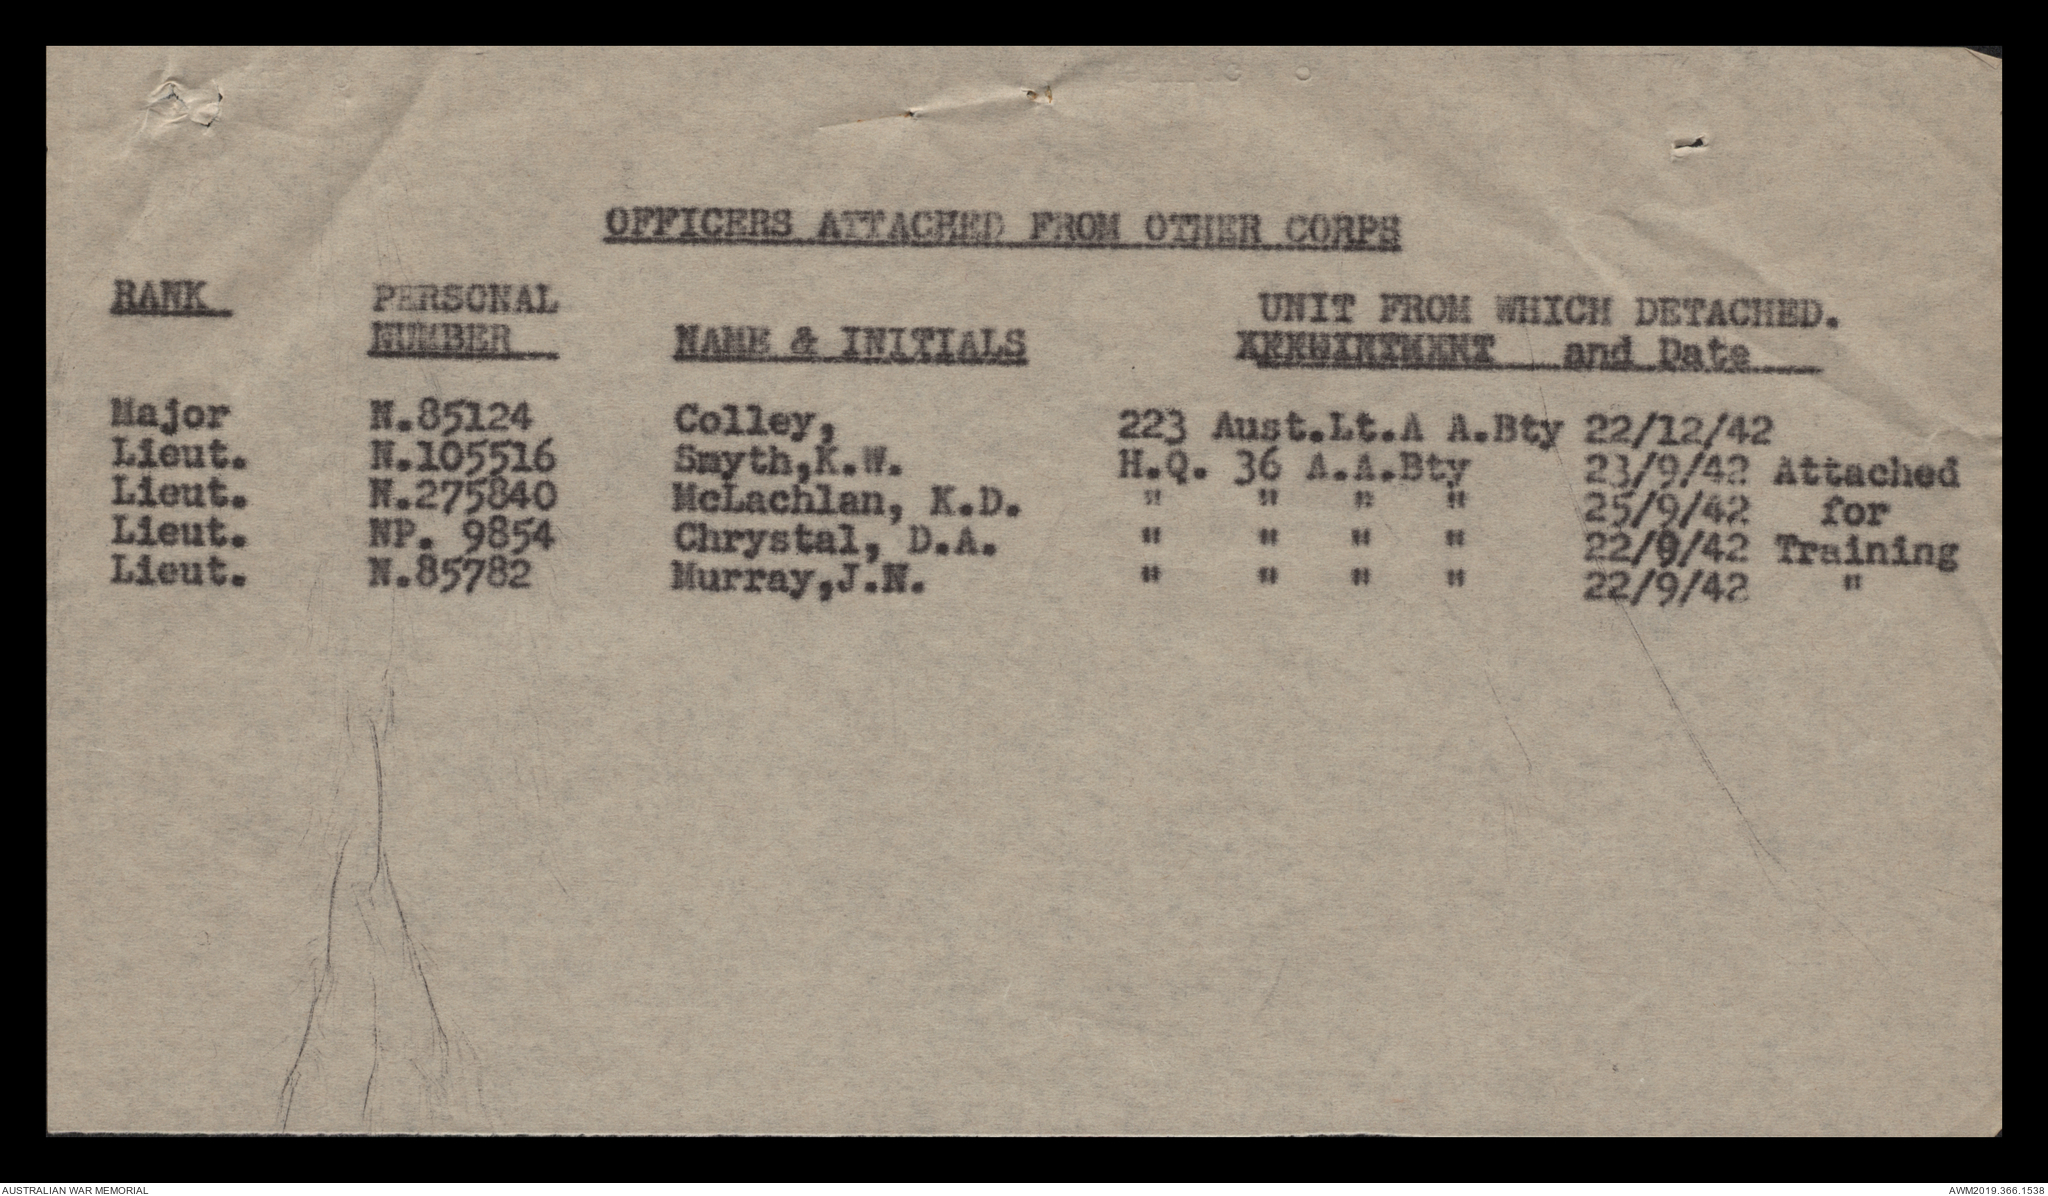 OFFICERS ATTACHED FROM OTHER CORPS
RANK PERSONAL UNIT FROM WHICH DETACHED.
NUMBER NAME & INITIALS and Date
Major N.85124 Colley, 223 Aust.Lt.A A.Bty 22/12/42
Lieut. N.105516 Smyth,K.W. H.Q. 36 A.A.Bty 23/9/42 Attached
Lieut. N.275840 McLachlan, K.D. " " " " 25/9/42 for
Lieut. NP. 9854 Chrystal, D.A. " " " " 22/9/42 Training
Lieut. N.85782 Murray,J.N. " " " " 22/9/42 "
AUSTRALIAN WAR MEMORIAL AWM2019.366.1538